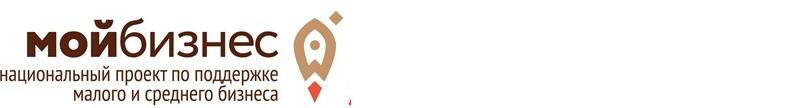 мойбизнес
национальный проект по поддержке
малого и среднего бизнеса